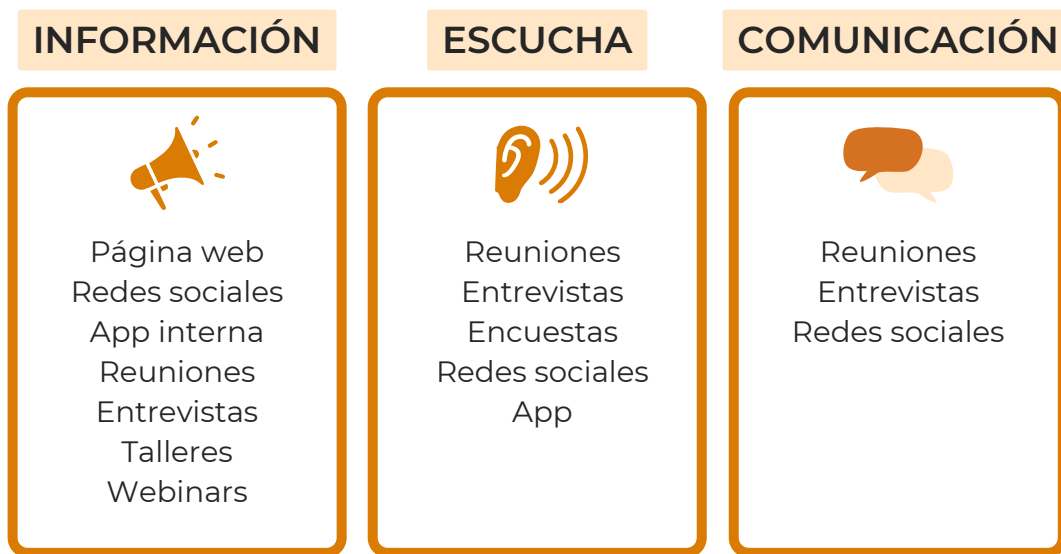 INFORMACIÓN
Página web
Redes sociales
App interna
Reuniones
Entrevistas
Talleres
Webinars
ESCUCHA
Reuniones
Entrevistas
Encuestas
Redes sociales
App
COMUNICACIÓN
Reuniones
Entrevistas
Redes sociales